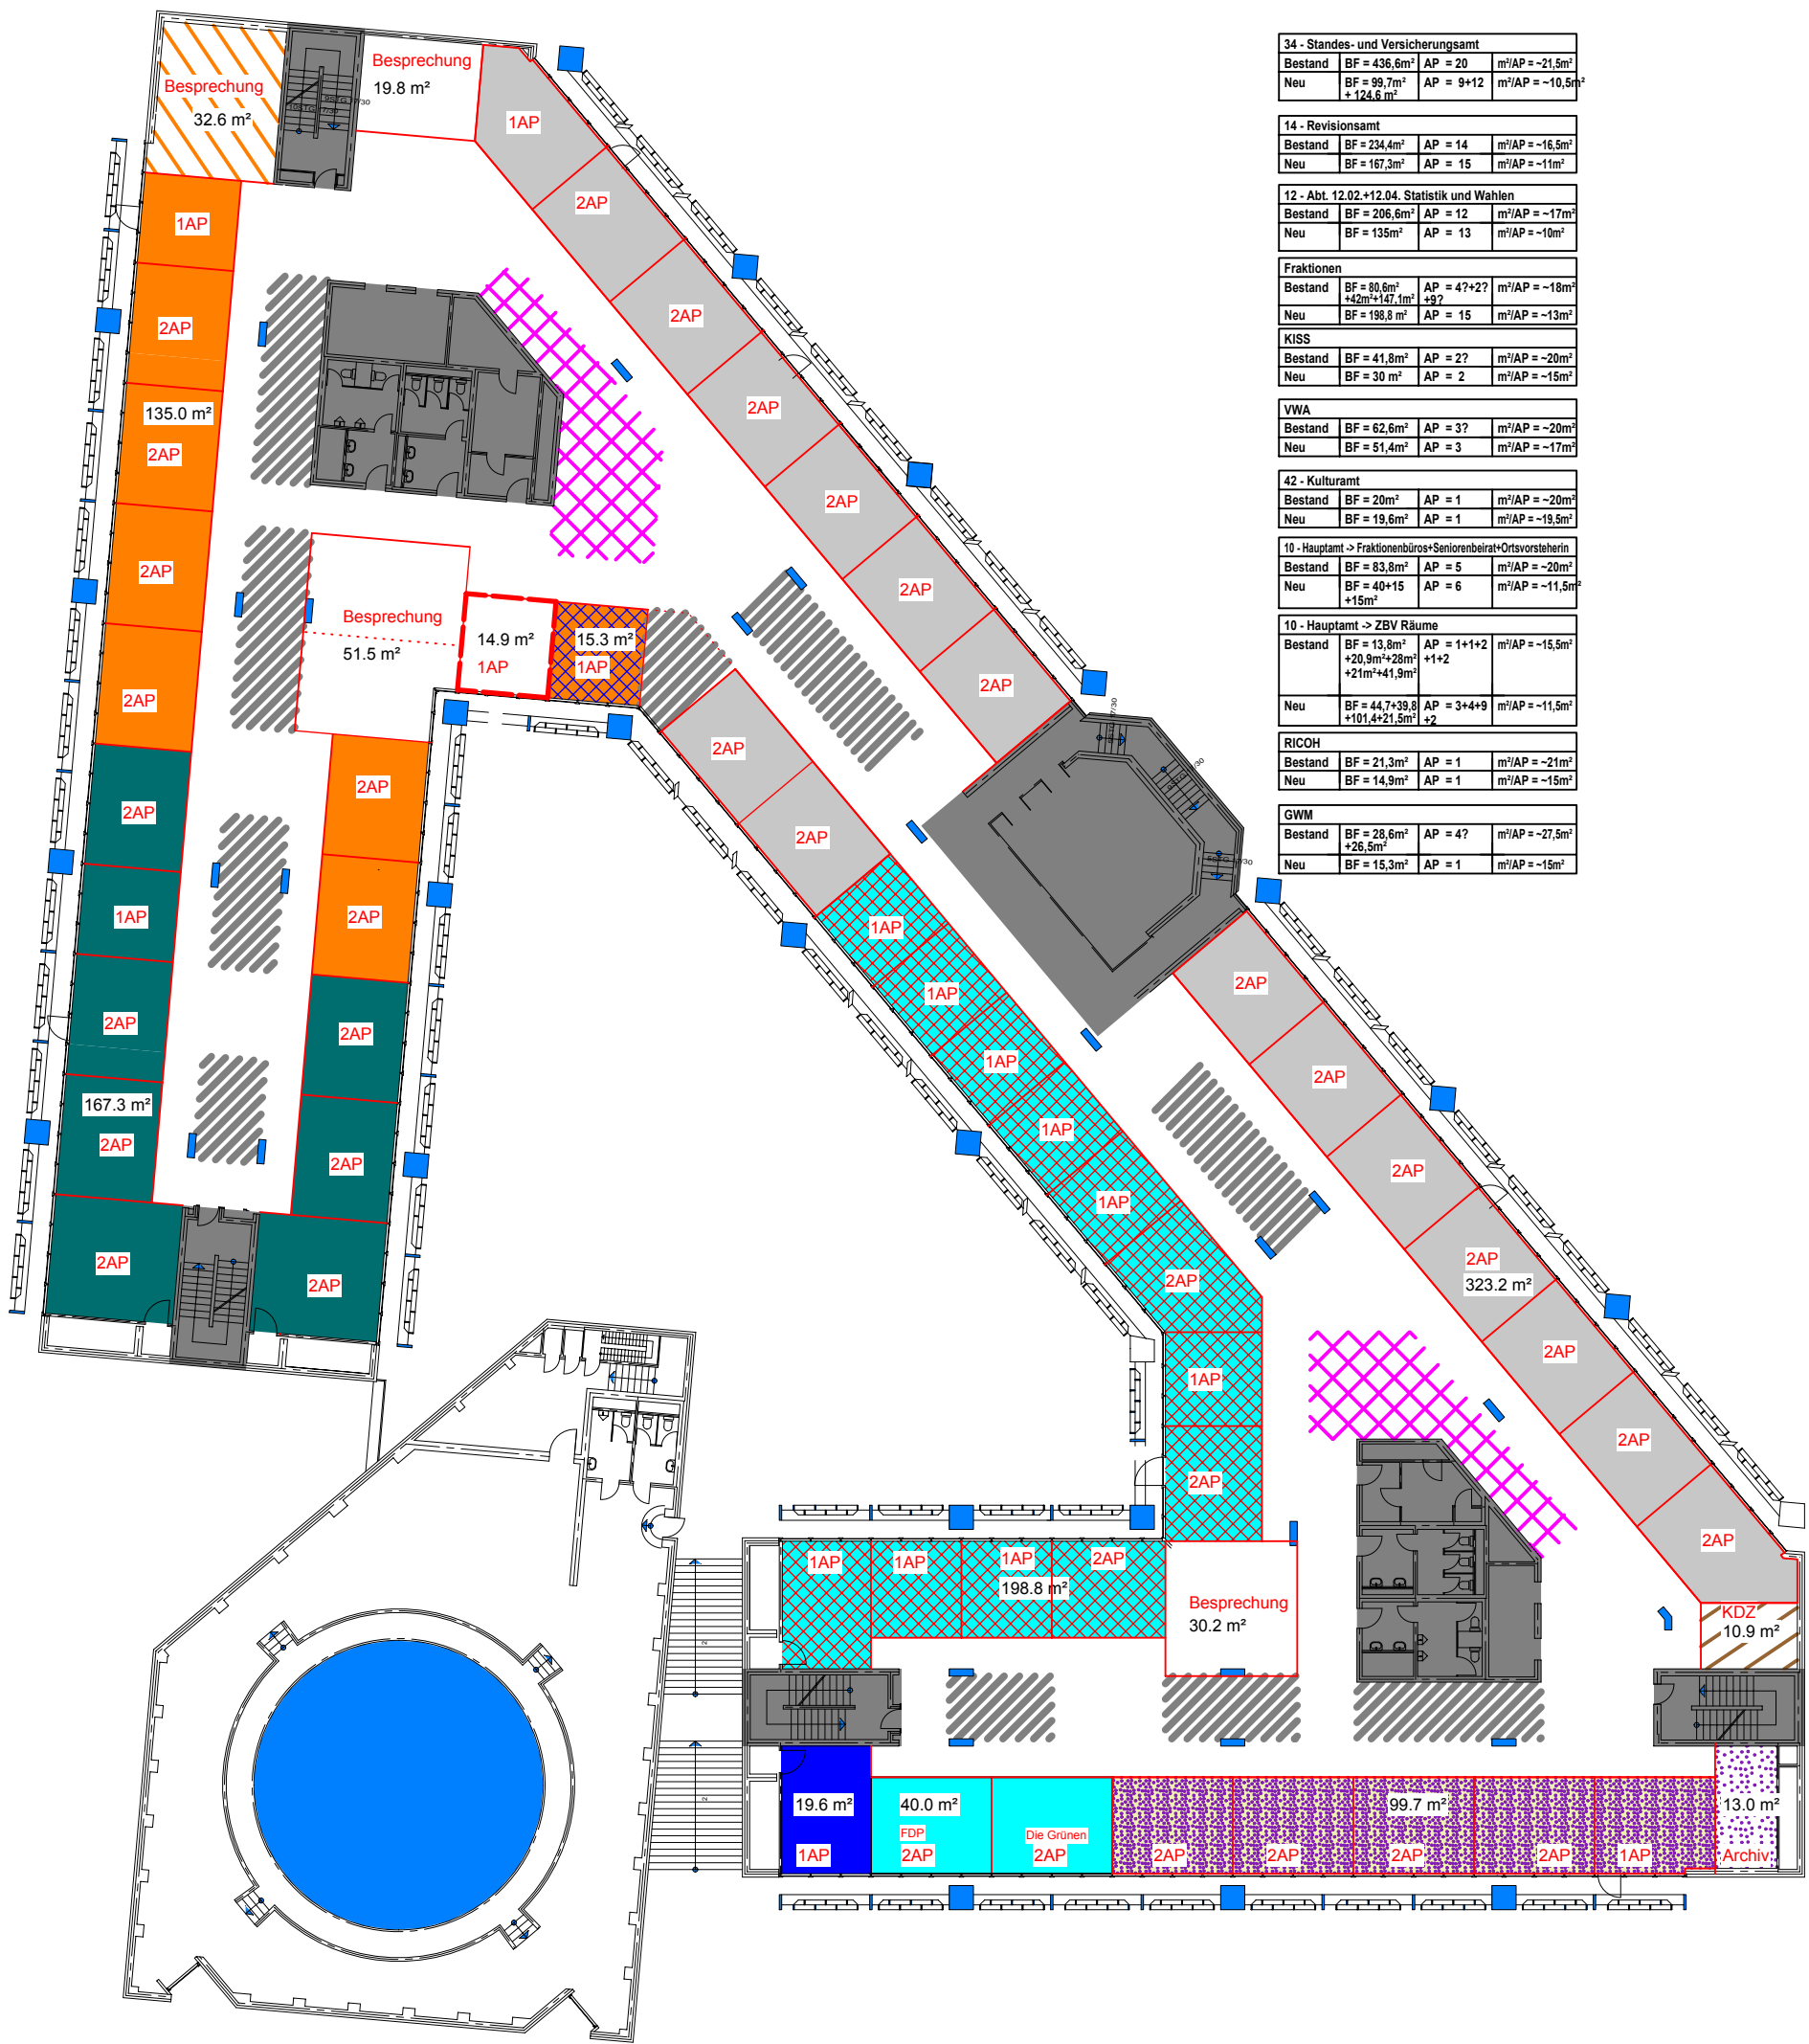 34 - Standes- und Versicherungsamt
Bestand BF = 436,6m² AP = 20 m²/AP = ~21,5m²
Neu BF = 99,7m² + 124,6 m² AP = 9+12 m²/AP = ~10,5m²
14 - Revisionsamt
Bestand BF = 234,4m² AP = 14 m²/AP = ~16,5m²
Neu BF = 167,3m² AP = 15 m²/AP = ~11m²
12 - Abt. 12.02.+12.04. Statistik und Wahlen
Bestand BF = 206,6m² AP = 12 m²/AP = ~17m²
Neu BF = 135m² AP = 13 m²/AP = ~10m²
Fraktionen
Bestand BF = 80,6m² +42m²+147,1m² AP = 4?+2? +9? m²/AP = ~18m²
Neu BF = 198,8 m² AP = 15 m²/AP = ~13m²
KISS
Bestand BF = 41,8m² AP = 2? m²/AP = ~20m²
Neu BF = 30 m² AP = 2 m²/AP = ~15m²
VWA
Bestand BF = 62,6m² AP = 3? m²/AP = ~20m²
Neu BF = 51,4m² AP = 3 m²/AP = ~17m²
42 - Kulturamt
Bestand BF = 20m² AP = 1 m²/AP = ~20m²
Neu BF = 19,6m² AP = 1 m²/AP = ~19,5m²
10 - Hauptamt -> Fraktionenbüros+Seniorenbeirat+Ortsvorsteherin
Bestand BF = 83,8m² AP = 5 m²/AP = ~20m²
Neu BF = 40+15 +15m² AP = 6 m²/AP = ~11,5m²
10 - Hauptamt -> ZBV Räume
Bestand BF = 13,8m² +20,9m²+28m² +21m²+41,9m² AP = 1+1+2 +1+2 m²/AP = ~15,5m²
Neu BF = 44,7+39,8 +101,4+21,5m² AP = 3+4+9 +2 m²/AP = ~11,5m²
RICOH
Bestand BF = 21,3m² AP = 1 m²/AP = ~21m²
Neu BF = 14,9m² AP = 1 m²/AP = ~15m²
GWM
Bestand BF = 28,6m² +26,5m² AP = 4? m²/AP = ~27,5m²
Neu BF = 15,3m² AP = 1 m²/AP = ~15m²
Besprechung
32.6 m²
Besprechung
19.8 m²
1AP
2AP
2AP
2AP
2AP
2AP
2AP
1AP
2AP
135.0 m²
2AP
2AP
2AP
Besprechung
51.5 m²
14.9 m²
1AP
15.3 m²
1AP
2AP
2AP
2AP
2AP
2AP
1AP
2AP
167.3 m²
2AP
2AP
2AP
2AP
2AP
1AP
1AP
1AP
1AP
1AP
2AP
1AP
2AP
2AP
2AP
2AP
2AP
323.2 m²
2AP
2AP
2AP
1AP
1AP
1AP
2AP
198.8 m²
Besprechung
30.2 m²
KDZ
10.9 m²
19.6 m²
1AP
40.0 m²
FDP
2AP
Die Grünen
2AP
2AP
2AP
99.7 m²
2AP
2AP
1AP
13.0 m²
Archiv